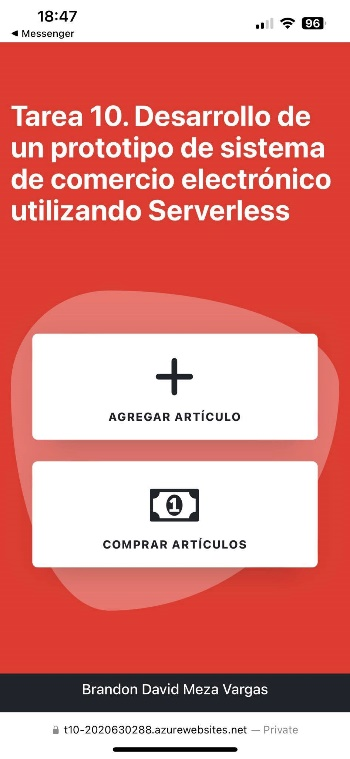 18:47
96
◀ Messenger
Tarea 10. Desarrollo de
un prototipo de sistema
de comercio electrónico
utilizando Serverless
AGREGAR ARTÍCULO
1
COMPRAR ARTÍCULOS
Brandon David Meza Vargas
t10-2020630288.azurewebsites.net — Private